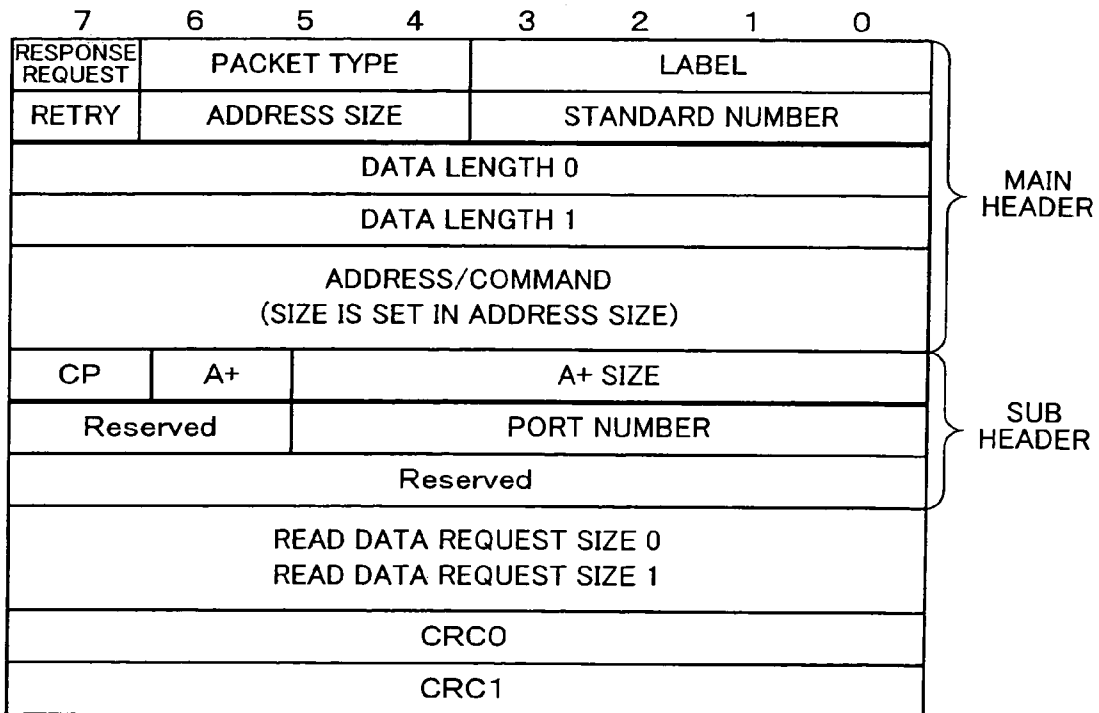 7 6 5 4 3 2 1 0
RESPONSE REQUEST PACKET TYPE LABEL
RETRY ADDRESS SIZE STANDARD NUMBER
DATA LENGTH 0
DATA LENGTH 1
ADDRESS/COMMAND
(SIZE IS SET IN ADDRESS SIZE)
MAIN
HEADER
CP A+ A+ SIZE
Reserved PORT NUMBER
Reserved
SUB
HEADER
READ DATA REQUEST SIZE 0
READ DATA REQUEST SIZE 1
CRC0
CRC1